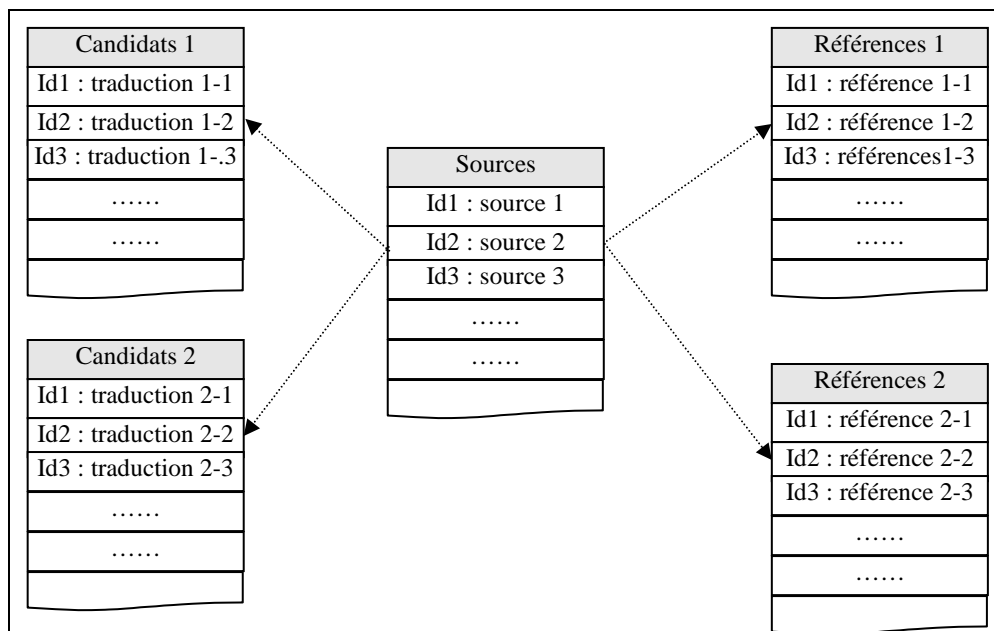 Candidats 1
Id1 : traduction 1-1
Id2 : traduction 1-2
Id3 : traduction 1-.3
……
……
Candidats 2
Id1 : traduction 2-1
Id2 : traduction 2-2
Id3 : traduction 2-3
……
……
Sources
Id1 : source 1
Id2 : source 2
Id3 : source 3
……
……
Références 1
Id1 : référence 1-1
Id2 : référence 1-2
Id3 : références1-3
……
……
Références 2
Id1 : référence 2-1
Id2 : référence 2-2
Id3 : référence 2-3
……
……